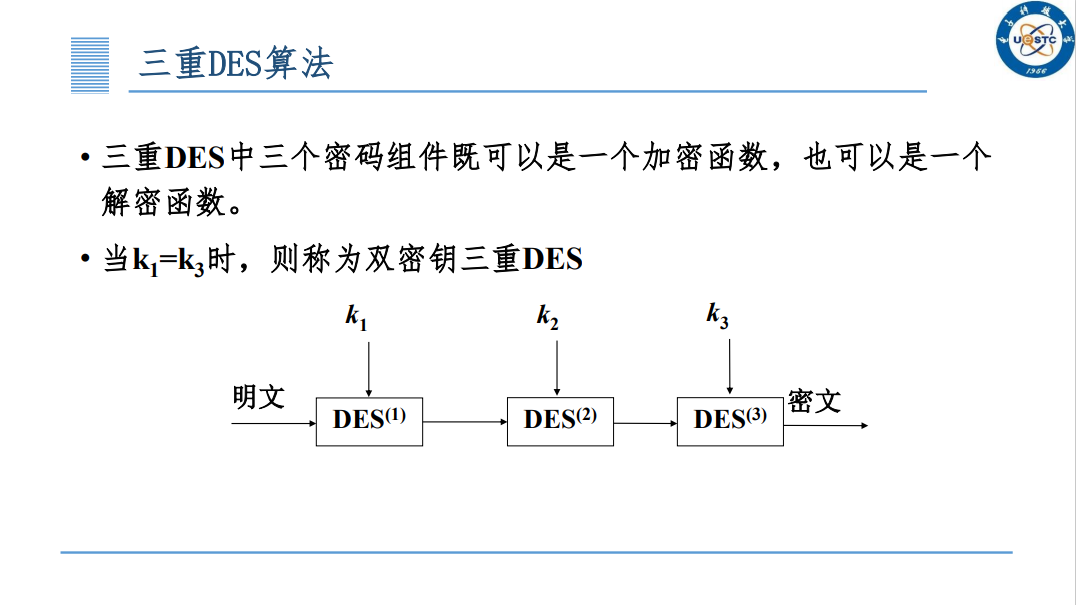 三重DES算法
UESTC
1956
• 三重DES中三个密码组件既可以是一个加密函数，也可以是一个
解密函数。
• 当k₁=k₃时，则称为双密钥三重DES
k₁ k₂ k₃
明文 DES⁽¹⁾ DES⁽²⁾ DES⁽³⁾ 密文